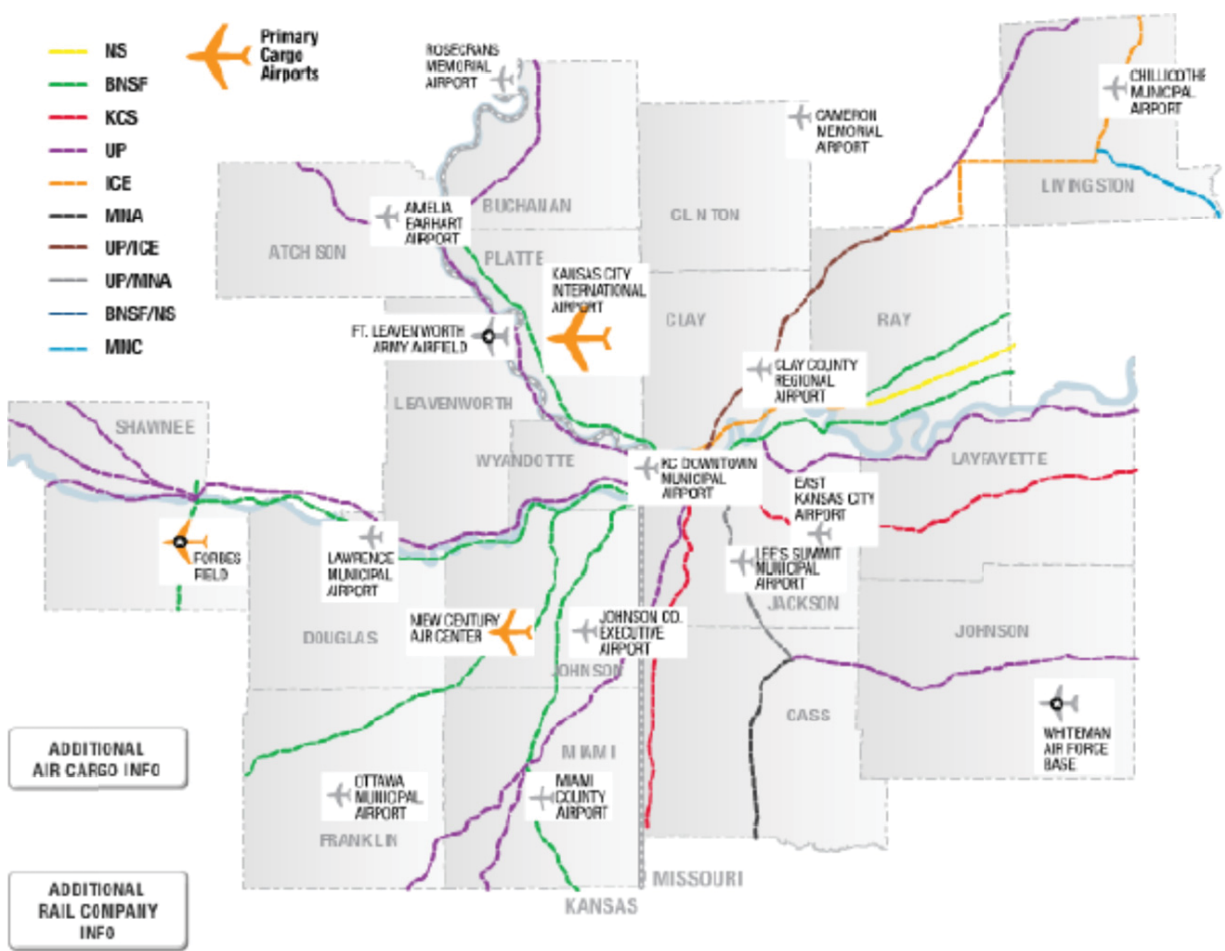 NS
BNSF
KCS
UP
ICE
MNA
UP/ICE
UP/MNA
BNSF/NS
MNC
Primary
Cargo
Airports
ROSECRANS
MEMORIAL
AIRPORT
CAMERON
MEMORIAL
AIRPORT
CHILLICOTHE
MUNICIPAL
AIRPORT
LIVINGSTON
BUCHANAN
CLINTON
AMELIA
EARHART
AIRPORT
ATCHISON
PLATTE
KANSAS CITY
INTERNATIONAL
AIRPORT
CLAY
RAY
FT. LEAVENWORTH
ARMY AIRFIELD
CLAY COUNTY
REGIONAL
AIRPORT
LEAVENWORTH
SHAWNEE
WYANDOTTE
KC DOWNTOWN
MUNICIPAL
AIRPORT
LAYFAYETTE
EAST
KANSAS CITY
AIRPORT
FORBES
FIELD
LAWRENCE
MUNICIPAL
AIRPORT
LEE'S SUMMIT
MUNICIPAL
AIRPORT
JACKSON
NEW CENTURY
AIR CENTER
JOHNSON CO.
EXECUTIVE
AIRPORT
DOUGLAS
JOHNSON
JOHNSON
CASS
WHITEMAN
AIR FORCE
BASE
MIAMI
OTTAWA
MUNICIPAL
AIRPORT
MIAMI
COUNTY
AIRPORT
FRANKLIN
MISSOURI
KANSAS
ADDITIONAL
AIR CARGO INFO
ADDITIONAL
RAIL COMPANY
INFO